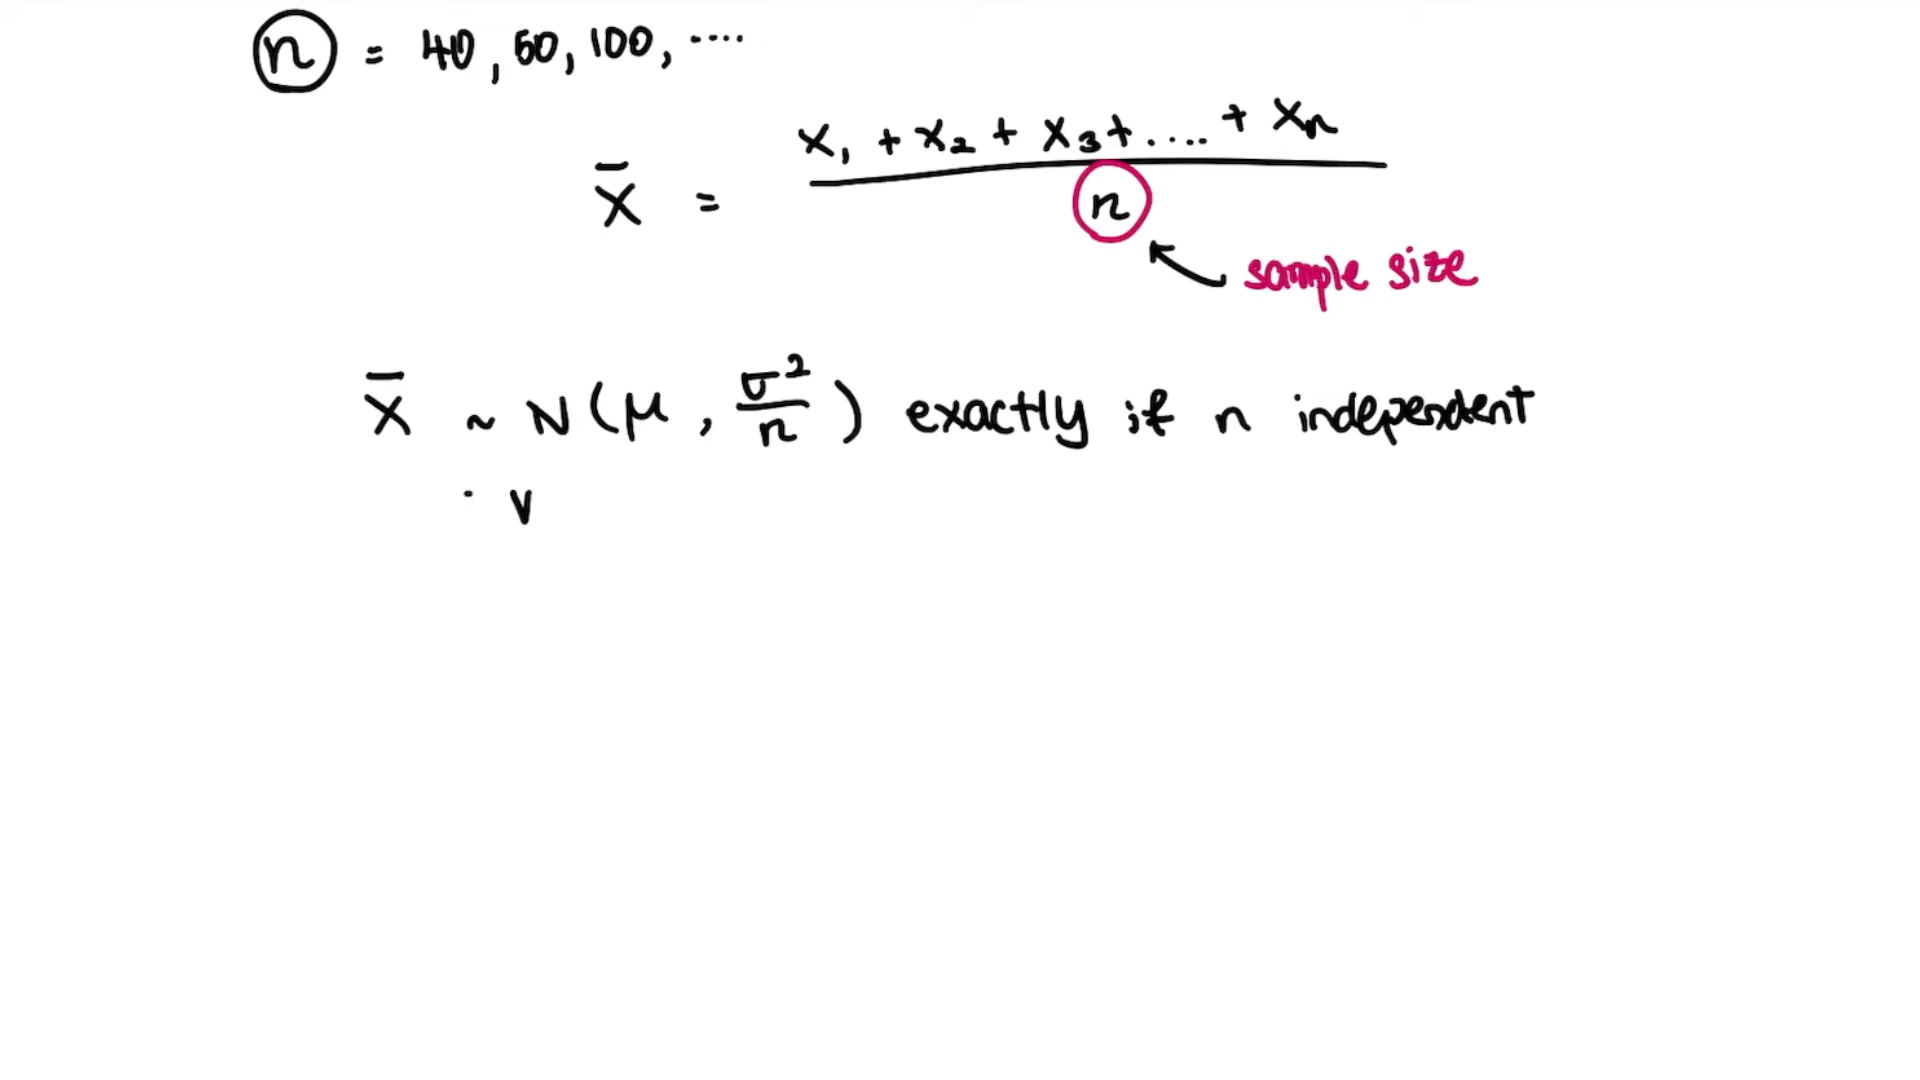 n = 40, 50, 100, ....
X̄ = (x₁ + x₂ + x₃ + .... + xₙ) / n
sample size
X̄ ~ N(μ, σ²/n) exactly if n independent
. v